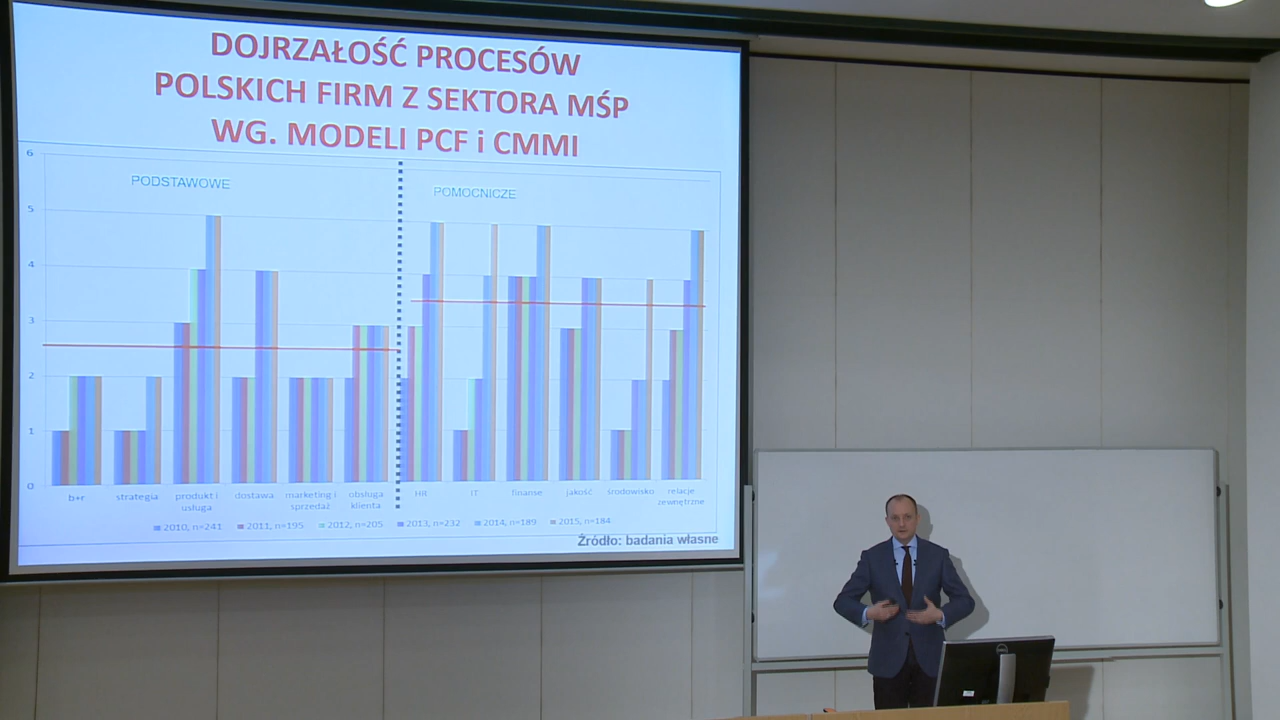 DOJRZAŁOŚĆ PROCESÓW
POLSKICH FIRM Z SEKTORA MŚP
WG. MODELI PCF i CMMI
6
PODSTAWOWE
POMOCNICZE
5
4
3
2
1
0
b+r
strategia
produkt i
usługa
dostawa
marketing i
sprzedaż
obsługa
klienta
HR
IT
finanse
jakość
środowisko
relacje
zewnętrzne
2010, n=241
2011, n=195
2012, n=205
2013, n=232
2014, n=189
2015, n=184
Źródło: badania własne